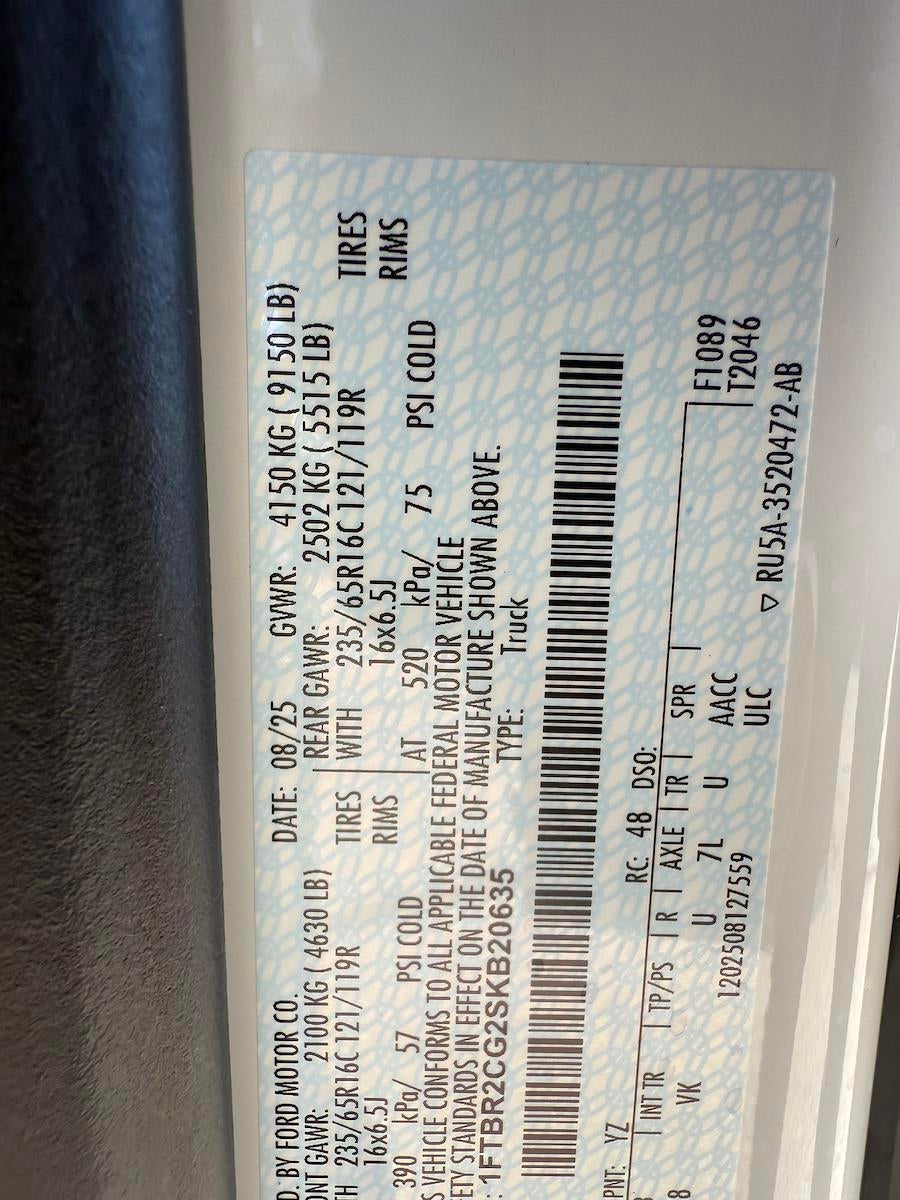 D. BY FORD MOTOR CO. DATE: 08/25 GVWR: 4150 KG ( 9150 LB)
ONT GAWR: 2100 KG ( 4630 LB) REAR GAWR: 2502 KG ( 5515 LB)
TH 235/65R16C 121/119R TIRES WITH 235/65R16C 121/119R TIRES
16x6.5J RIMS 16x6.5J RIMS
390 kPa/ 57 PSI COLD AT 520 kPa/ 75 PSI COLD
S VEHICLE CONFORMS TO ALL APPLICABLE FEDERAL MOTOR VEHICLE
ETY STANDARDS IN EFFECT ON THE DATE OF MANUFACTURE SHOWN ABOVE.
: 1FTBR2CG2SKB20635 TYPE: Truck
PNT: YZ RC: 48 DSO:
INT TR TP/PS R AXLE TR SPR F1089
8 VK U 7L U AACC T2046
1202508127559 ULC
▽ RU5A-3520472-AB